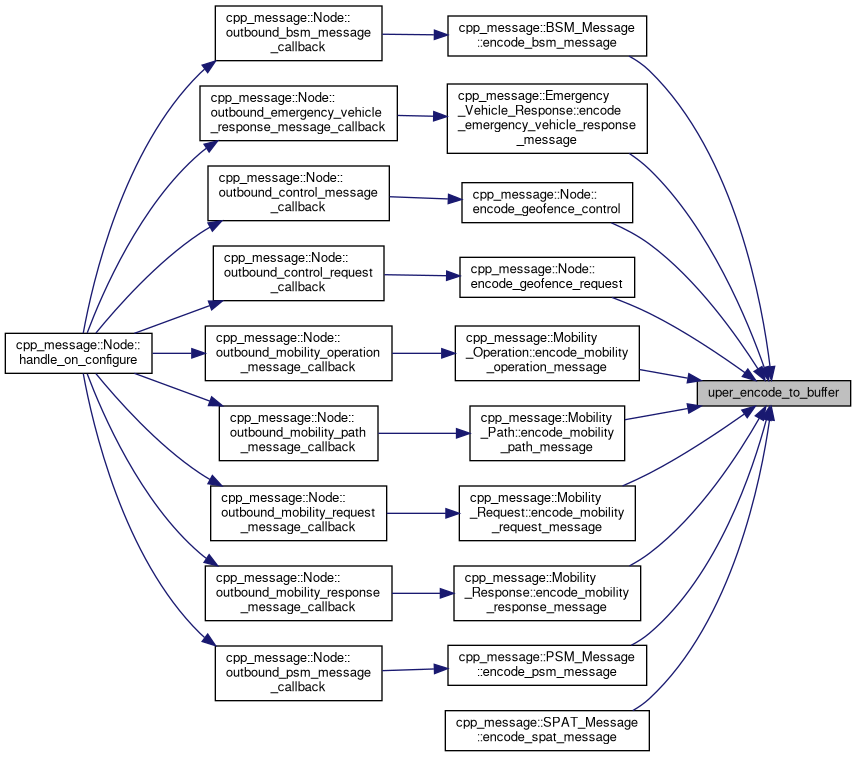 cpp_message::Node::
handle_on_configure
cpp_message::Node::
outbound_bsm_message
_callback
cpp_message::Node::
outbound_emergency_vehicle
_response_message_callback
cpp_message::Node::
outbound_control_message
_callback
cpp_message::Node::
outbound_control_request
_callback
cpp_message::Node::
outbound_mobility_operation
_message_callback
cpp_message::Node::
outbound_mobility_path
_message_callback
cpp_message::Node::
outbound_mobility_request
_message_callback
cpp_message::Node::
outbound_mobility_response
_message_callback
cpp_message::Node::
outbound_psm_message
_callback
cpp_message::BSM_Message
::encode_bsm_message
cpp_message::Emergency
_Vehicle_Response::encode
_emergency_vehicle_response
_message
cpp_message::Node::
encode_geofence_control
cpp_message::Node::
encode_geofence_request
cpp_message::Mobility
_Operation::encode_mobility
_operation_message
cpp_message::Mobility
_Path::encode_mobility
_path_message
cpp_message::Mobility
_Request::encode_mobility
_request_message
cpp_message::Mobility
_Response::encode_mobility
_response_message
cpp_message::PSM_Message
::encode_psm_message
cpp_message::SPAT_Message
::encode_spat_message
uper_encode_to_buffer